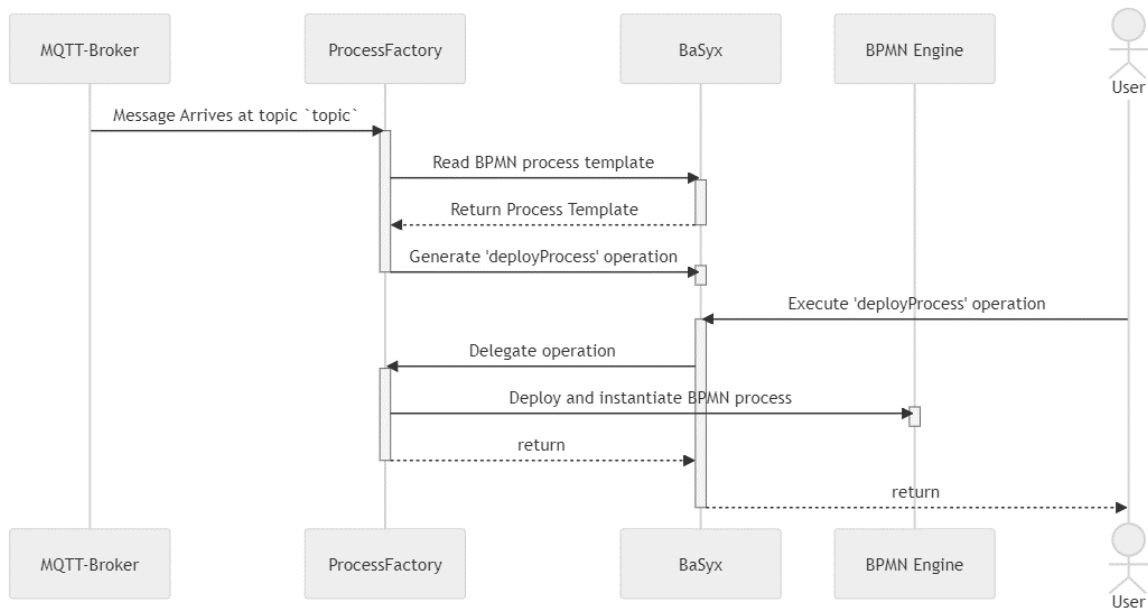 MQTT-Broker
ProcessFactory
BaSyx
BPMN Engine
User
Message Arrives at topic `topic`
Read BPMN process template
Return Process Template
Generate 'deployProcess' operation
Execute 'deployProcess' operation
Delegate operation
Deploy and instantiate BPMN process
return
return
MQTT-Broker
ProcessFactory
BaSyx
BPMN Engine
User